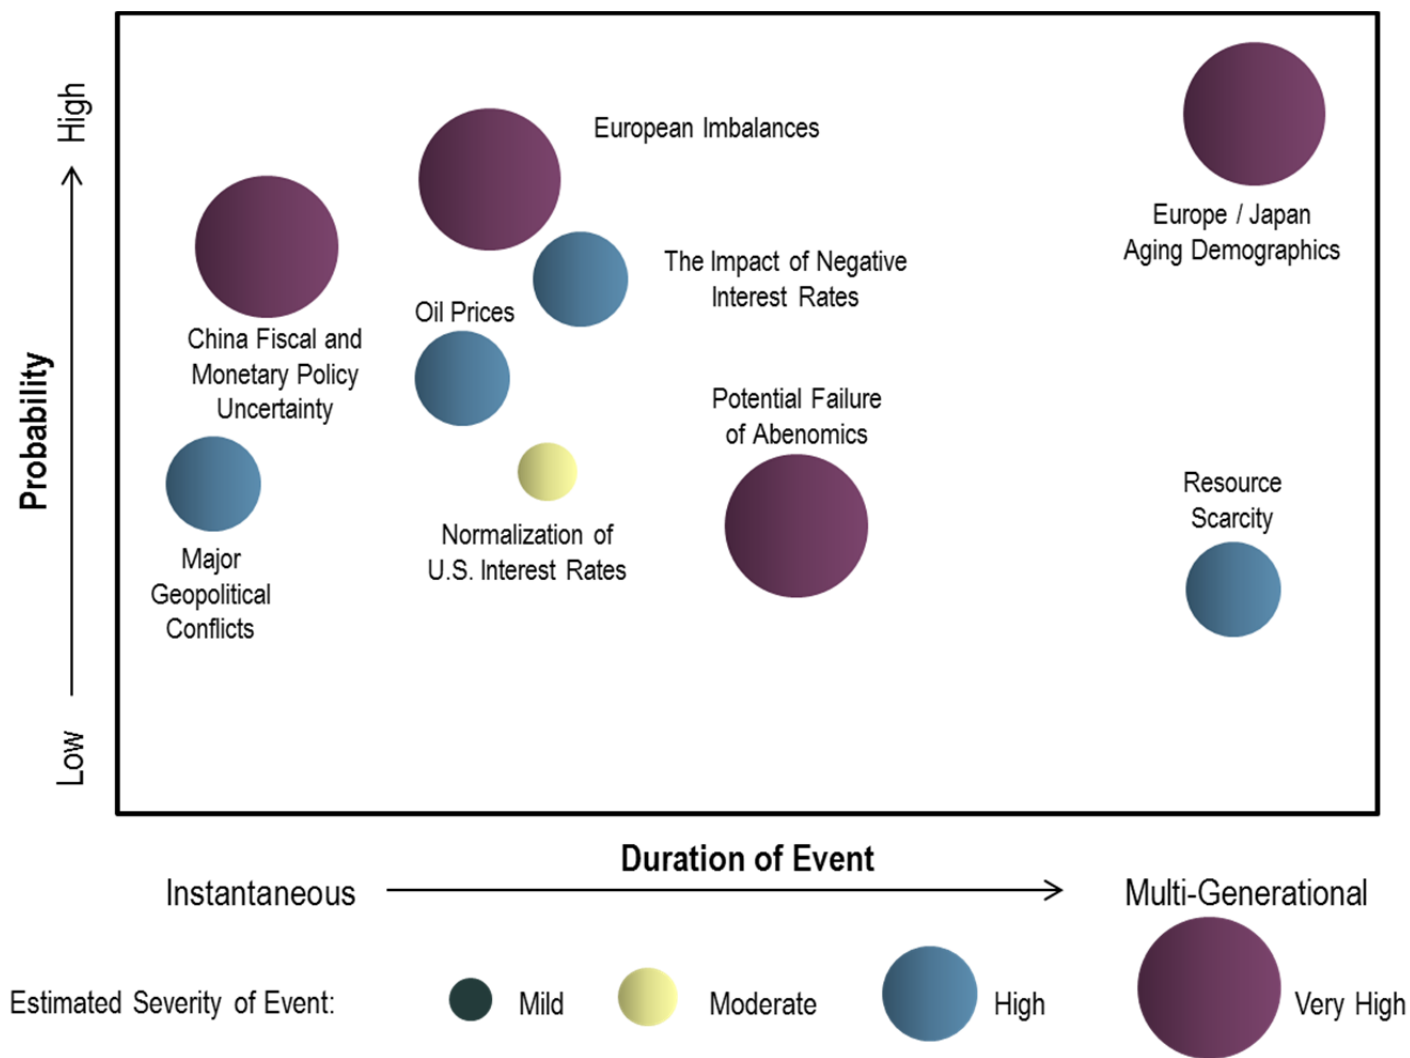 High
Probability
Low
European Imbalances
Europe / Japan
Aging Demographics
The Impact of Negative
Interest Rates
Oil Prices
China Fiscal and
Monetary Policy
Uncertainty
Potential Failure
of Abenomics
Resource
Scarcity
Normalization of
U.S. Interest Rates
Major
Geopolitical
Conflicts
Duration of Event
Instantaneous
Multi-Generational
Estimated Severity of Event:
Mild
Moderate
High
Very High